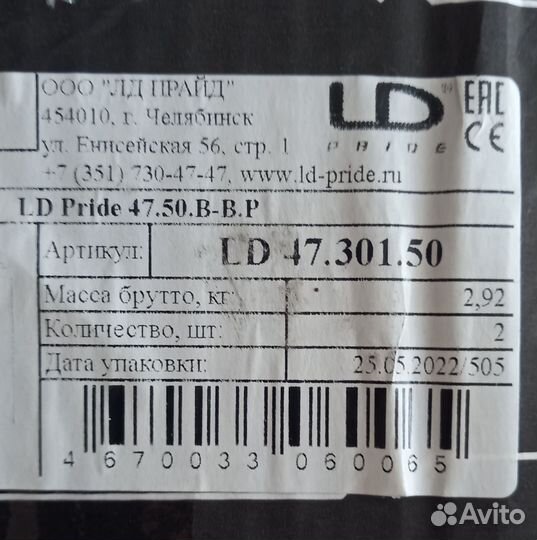 ООО "ЛД ПРАЙД"
454010, г. Челябинск
ул. Енисейская 56, стр. 1
+7 (351) 730-47-47, www.ld-pride.ru
LD ®
PRIDE
EAC
CE
LD Pride 47.50.B-B.P
Артикул: LD 47.301.50
Масса брутто, кг: 2,92
Количество, шт: 2
Дата упаковки: 25.05.2022/505
4 670033 060065
Avito